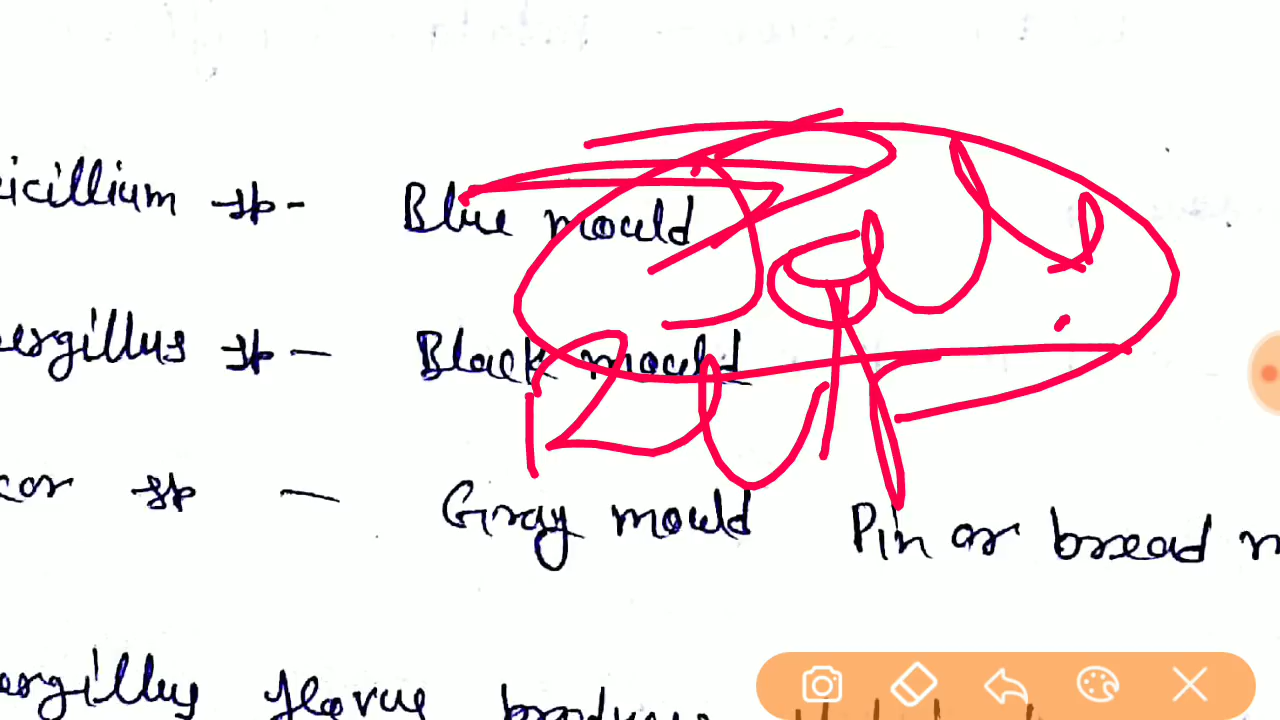 icillium sp-   Blue mould
ergillus sp —   Black mould
cor sp —   Gray mould   Pin or bread m
ergillus flavus